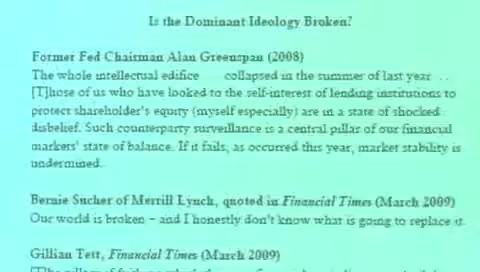 Is the Dominant Ideology Broken?
Former Fed Chairman Alan Greenspan (2008)
The whole intellectual edifice collapsed in the summer of last year . .
[T]hose of us who have looked to the self-interest of lending institutions to
protect shareholder's equity (myself especially) are in a state of shocked
disbelief. Such counterparty surveillance is a central pillar of our financial
markets' state of balance. If it fails, as occurred this year, market stability is
undermined.
Bernie Sucher of Merrill Lynch, quoted in Financial Times (March 2009)
Our world is broken – and I honestly don't know what is going to replace it.
Gillian Tett, Financial Times (March 2009)